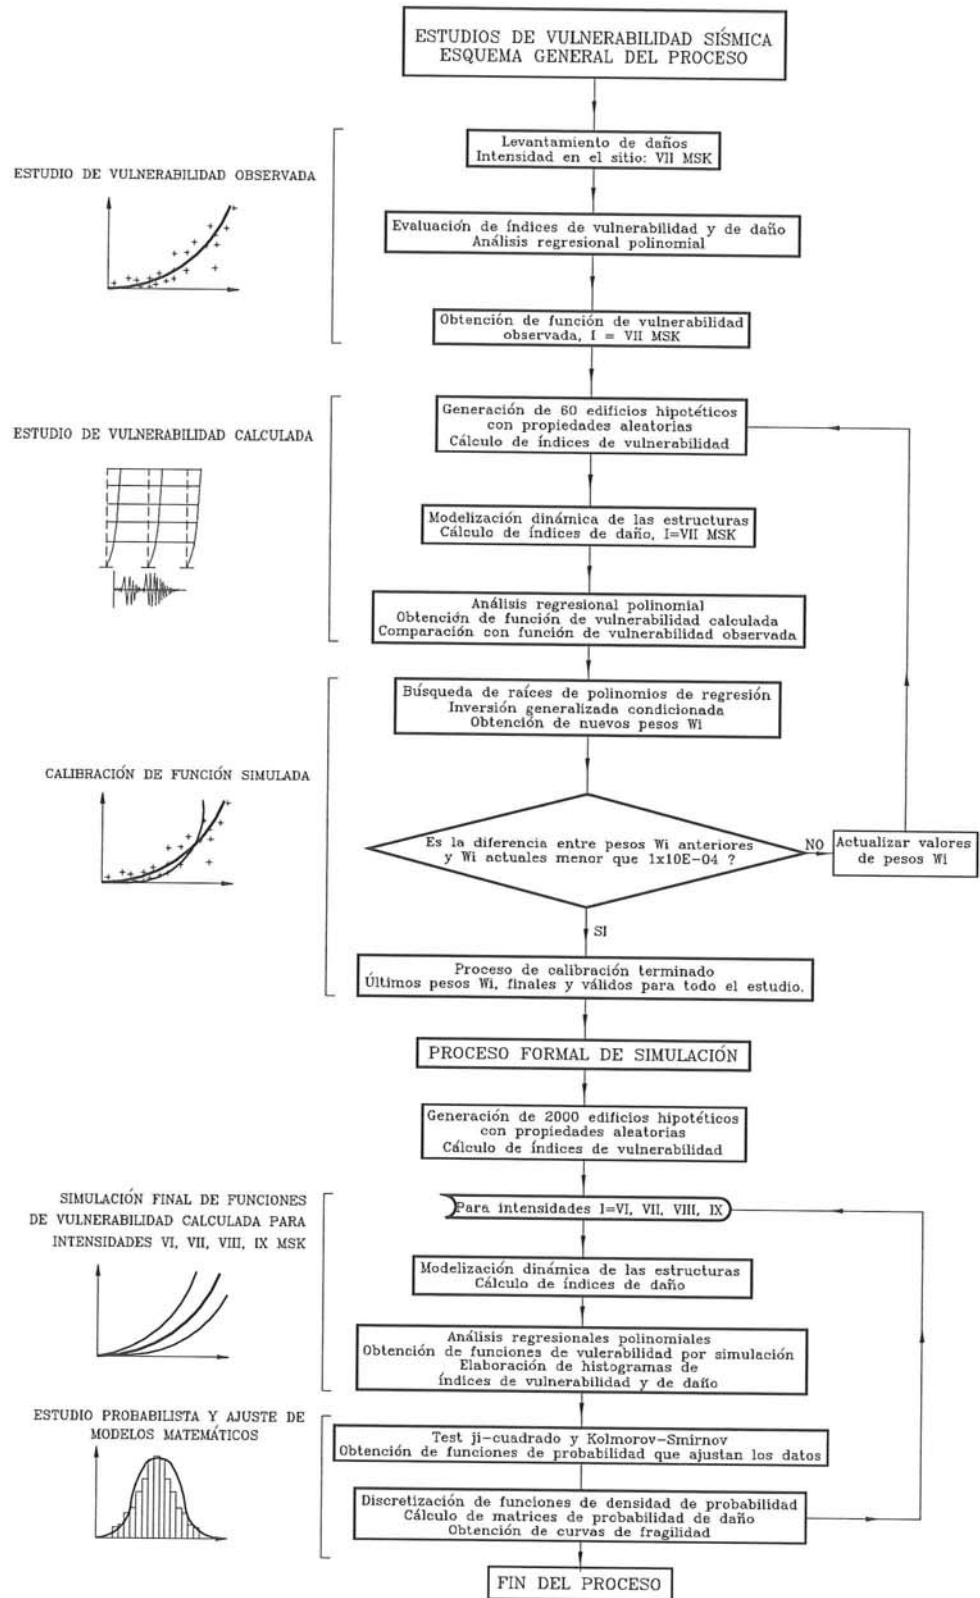 ESTUDIOS DE VULNERABILIDAD SÍSMICA
ESQUEMA GENERAL DEL PROCESO
Levantamiento de daños
Intensidad en el sitio: VII MSK
ESTUDIO DE VULNERABILIDAD OBSERVADA
Evaluación de índices de vulnerabilidad y de daño
Análisis regresional polinomial
Obtención de función de vulnerabilidad
observada, I = VII MSK
Generación de 60 edificios hipotéticos
con propiedades aleatorias
Cálculo de índices de vulnerabilidad
ESTUDIO DE VULNERABILIDAD CALCULADA
Modelización dinámica de las estructuras
Cálculo de índices de daño, I=VII MSK
Análisis regresional polinomial
Obtención de función de vulnerabilidad calculada
Comparación con función de vulnerabilidad observada
Búsqueda de raíces de polinomios de regresión
Inversión generalizada condicionada
Obtención de nuevos pesos Wi
CALIBRACIÓN DE FUNCIÓN SIMULADA
Es la diferencia entre pesos Wi anteriores
y Wi actuales menor que 1x10E-04 ?
NO
Actualizar valores
de pesos Wi
SI
Proceso de calibración terminado
Últimos pesos Wi, finales y válidos para todo el estudio.
PROCESO FORMAL DE SIMULACIÓN
Generación de 2000 edificios hipotéticos
con propiedades aleatorias
Cálculo de índices de vulnerabilidad
SIMULACIÓN FINAL DE FUNCIONES
DE VULNERABILIDAD CALCULADA PARA
INTENSIDADES VI, VII, VIII, IX MSK
Para intensidades I=VI, VII, VIII, IX
Modelización dinámica de las estructuras
Cálculo de índices de daño
Análisis regresionales polinomiales
Obtención de funciones de vulerabilidad por simulación
Elaboración de histogramas de
índices de vulnerabilidad y de daño
ESTUDIO PROBABILISTA Y AJUSTE DE
MODELOS MATEMÁTICOS
Test ji-cuadrado y Kolmorov-Smirnov
Obtención de funciones de probabilidad que ajustan los datos
Discretización de funciones de densidad de probabilidad
Cálculo de matrices de probabilidad de daño
Obtención de curvas de fragilidad
FIN DEL PROCESO